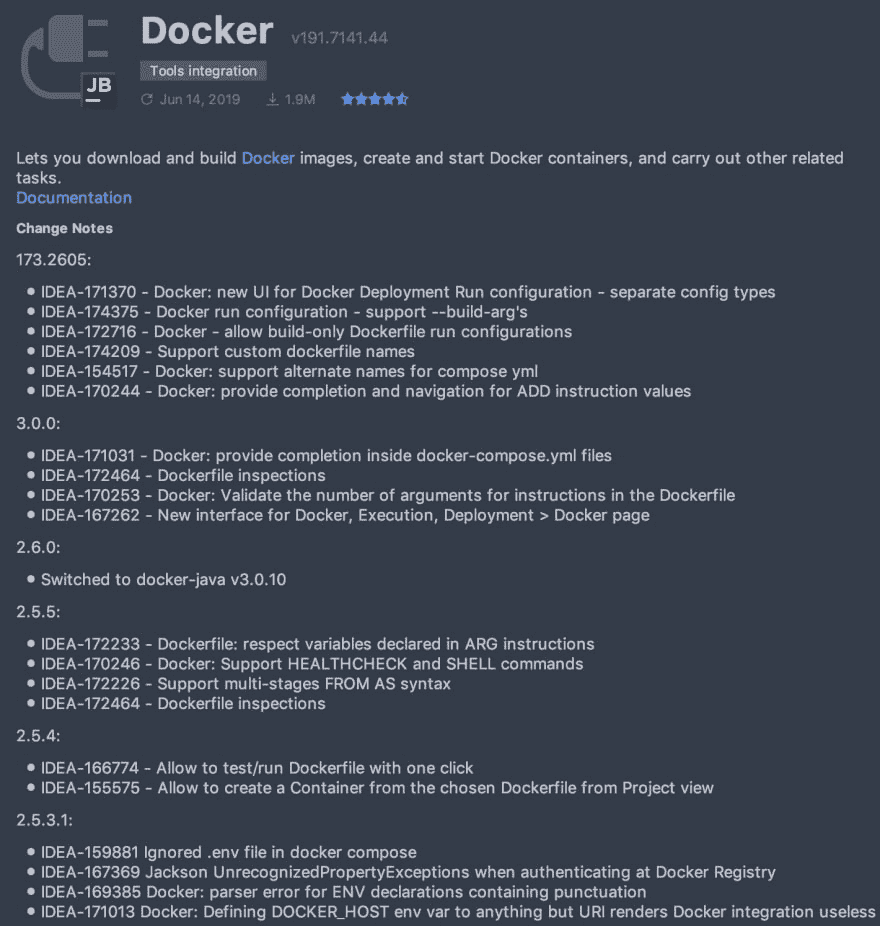 Docker v191.7141.44
JB
Tools integration
Jun 14, 2019 1.9M
Lets you download and build Docker images, create and start Docker containers, and carry out other related
tasks.
Documentation
Change Notes
173.2605:
• IDEA-171370 - Docker: new UI for Docker Deployment Run configuration - separate config types
• IDEA-174375 - Docker run configuration - support --build-arg's
• IDEA-172716 - Docker - allow build-only Dockerfile run configurations
• IDEA-174209 - Support custom dockerfile names
• IDEA-154517 - Docker: support alternate names for compose yml
• IDEA-170244 - Docker: provide completion and navigation for ADD instruction values
3.0.0:
• IDEA-171031 - Docker: provide completion inside docker-compose.yml files
• IDEA-172464 - Dockerfile inspections
• IDEA-170253 - Docker: Validate the number of arguments for instructions in the Dockerfile
• IDEA-167262 - New interface for Docker, Execution, Deployment > Docker page
2.6.0:
• Switched to docker-java v3.0.10
2.5.5:
• IDEA-172233 - Dockerfile: respect variables declared in ARG instructions
• IDEA-170246 - Docker: Support HEALTHCHECK and SHELL commands
• IDEA-172226 - Support multi-stages FROM AS syntax
• IDEA-172464 - Dockerfile inspections
2.5.4:
• IDEA-166774 - Allow to test/run Dockerfile with one click
• IDEA-155575 - Allow to create a Container from the chosen Dockerfile from Project view
2.5.3.1:
• IDEA-159881 Ignored .env file in docker compose
• IDEA-167369 Jackson UnrecognizedPropertyExceptions when authenticating at Docker Registry
• IDEA-169385 Docker: parser error for ENV declarations containing punctuation
• IDEA-171013 Docker: Defining DOCKER_HOST env var to anything but URI renders Docker integration useless